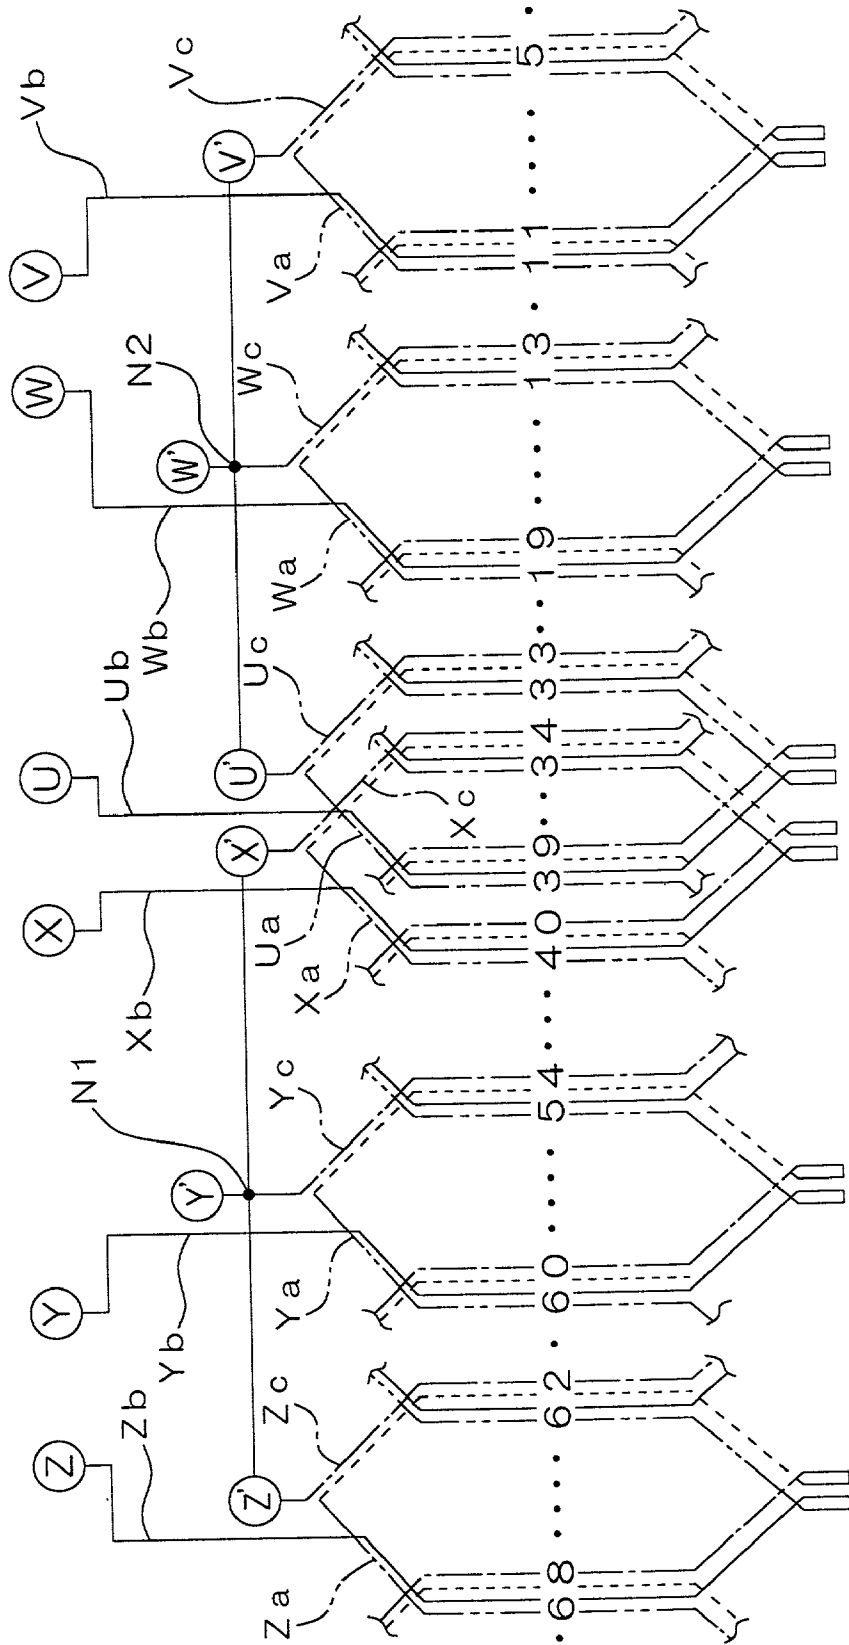 Z
Y
X
U
W
V
Zb
Yb
N1
Xb
Ub
Wb
N2
Vb
Z'
Y'
X'
U'
W'
V'
Za
Zc
Ya
Yc
Xa
Ua
Xc
Uc
Wa
Wc
Va
Vc
68
62
60
54
40
39
34
33
19
13
11
5